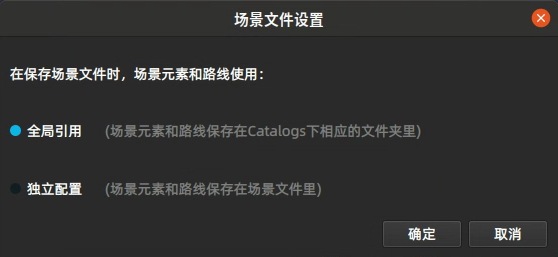 场景文件设置
在保存场景文件时，场景元素和路线使用：
全局引用 (场景元素和路线保存在Catalogs下相应的文件夹里)
独立配置 (场景元素和路线保存在场景文件里)
确定 取消